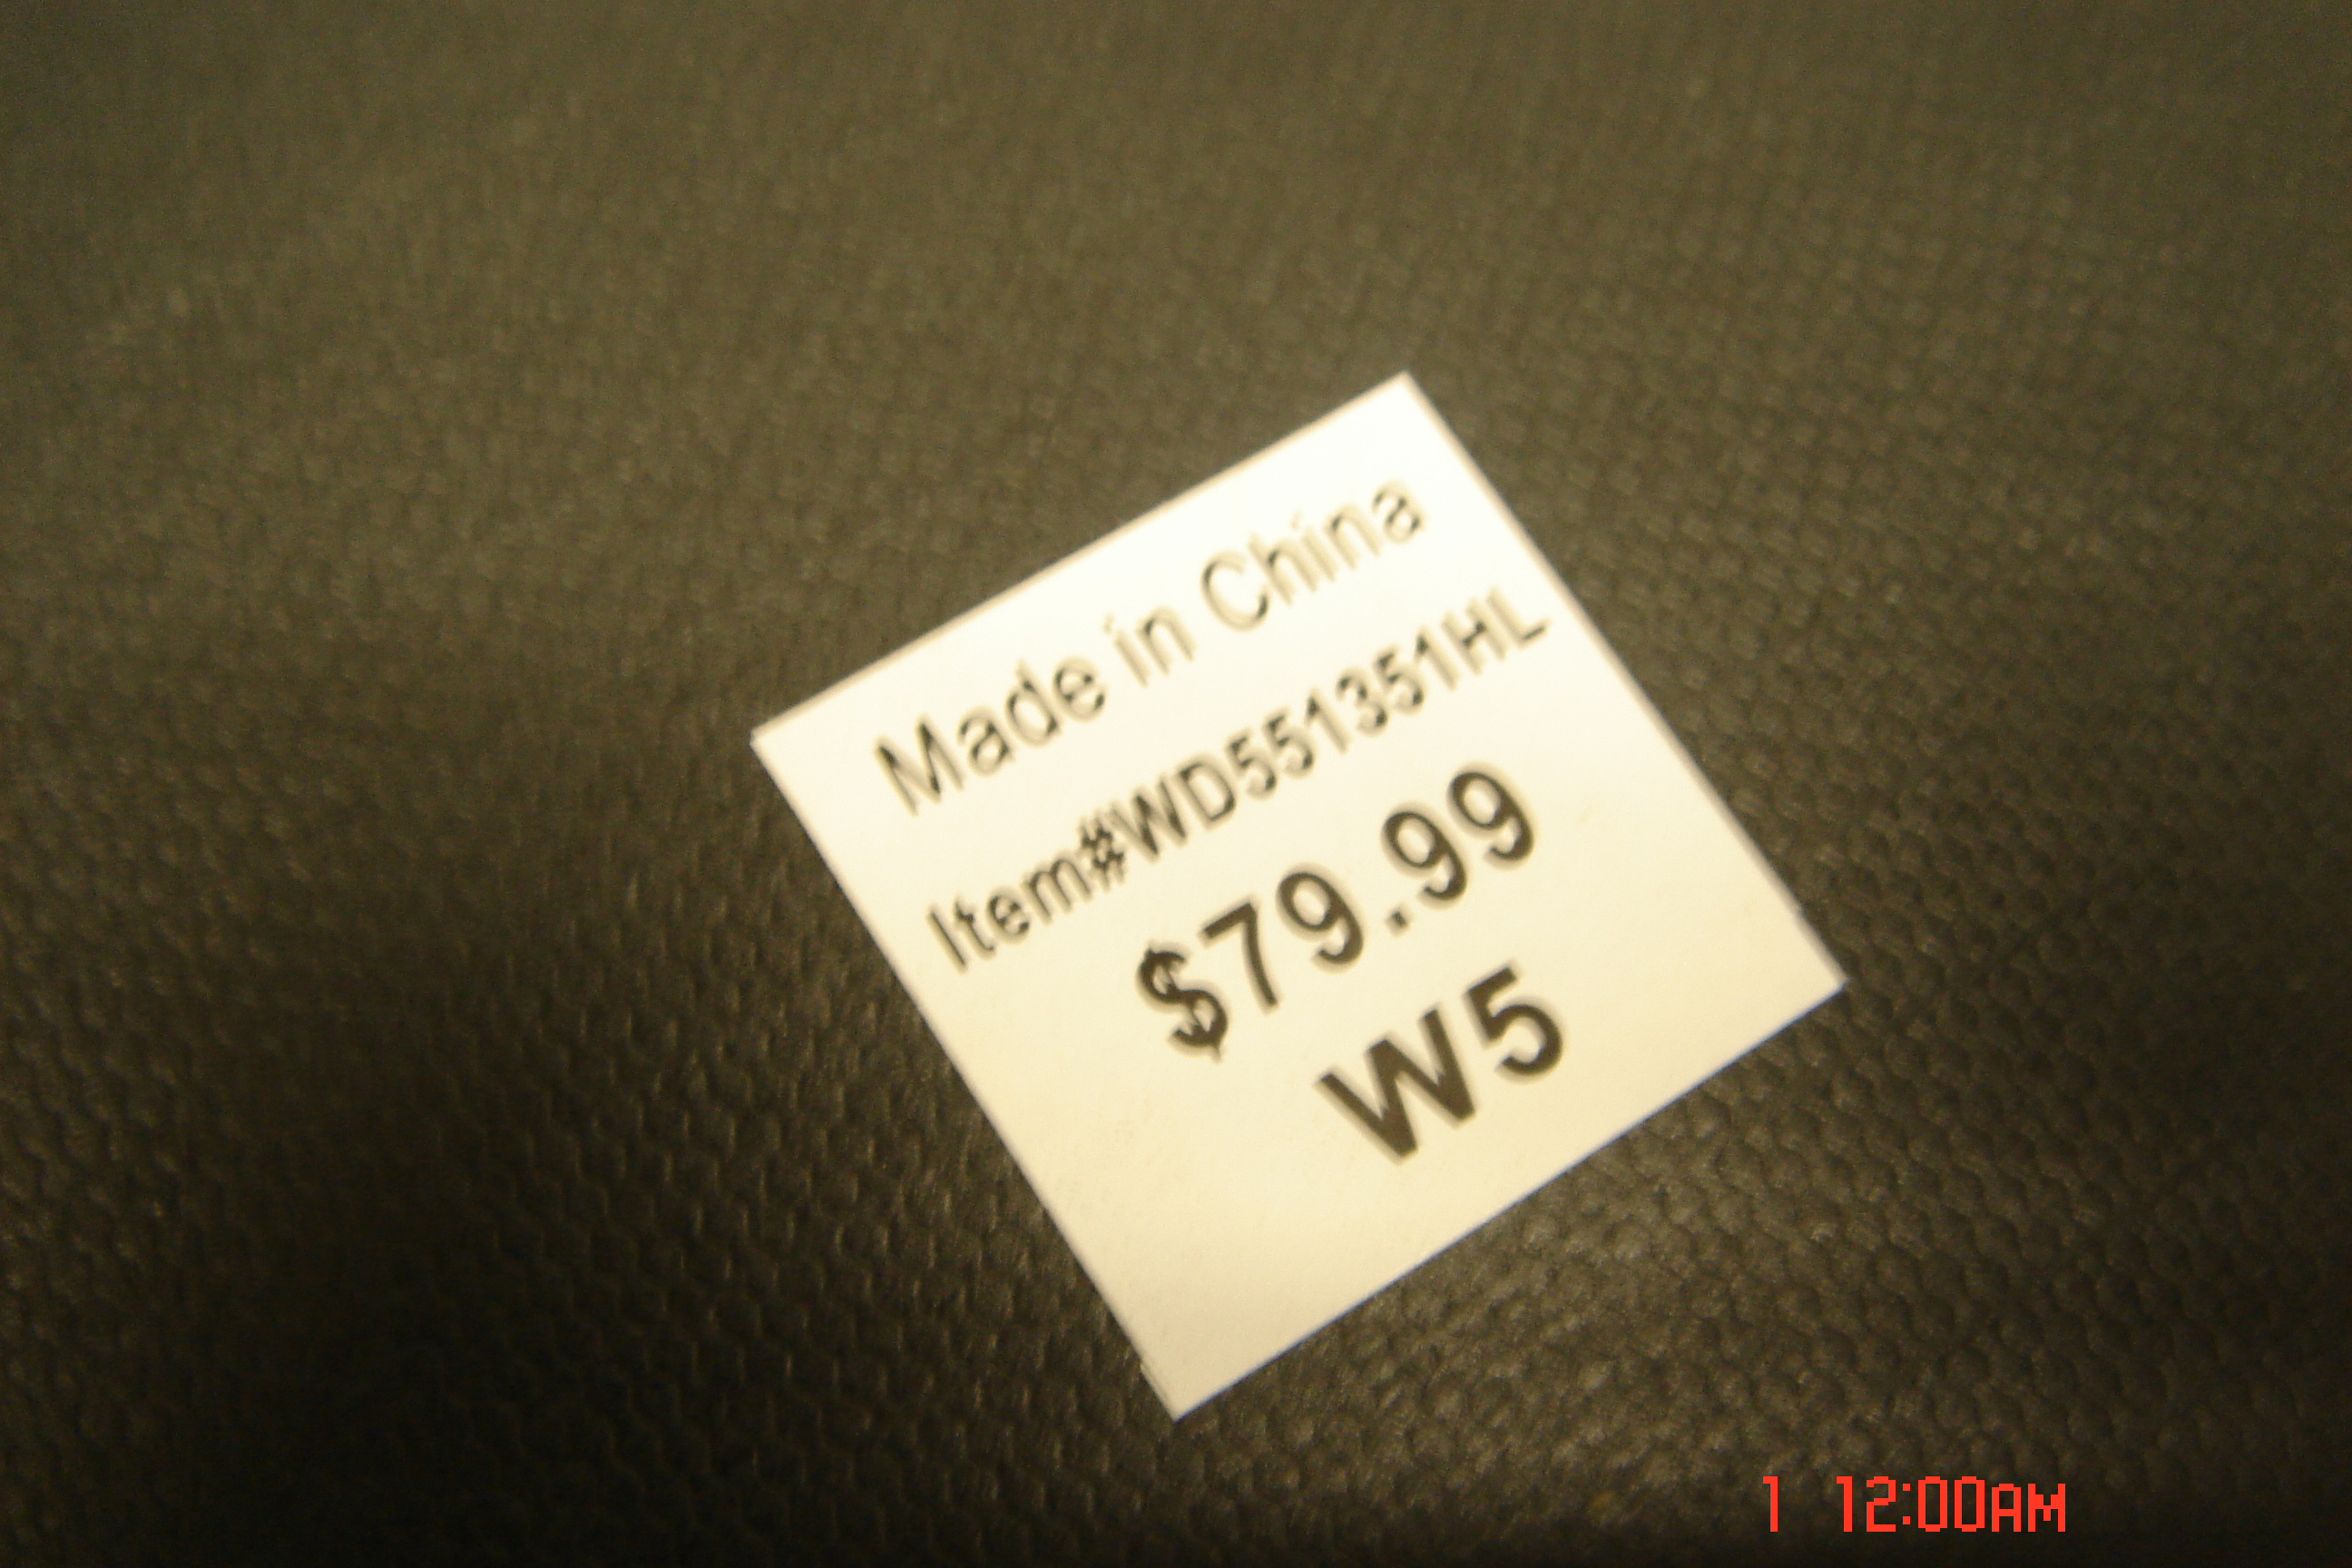 Made in China
Item#WD551351HL
$79.99
W5
1 12:00AM